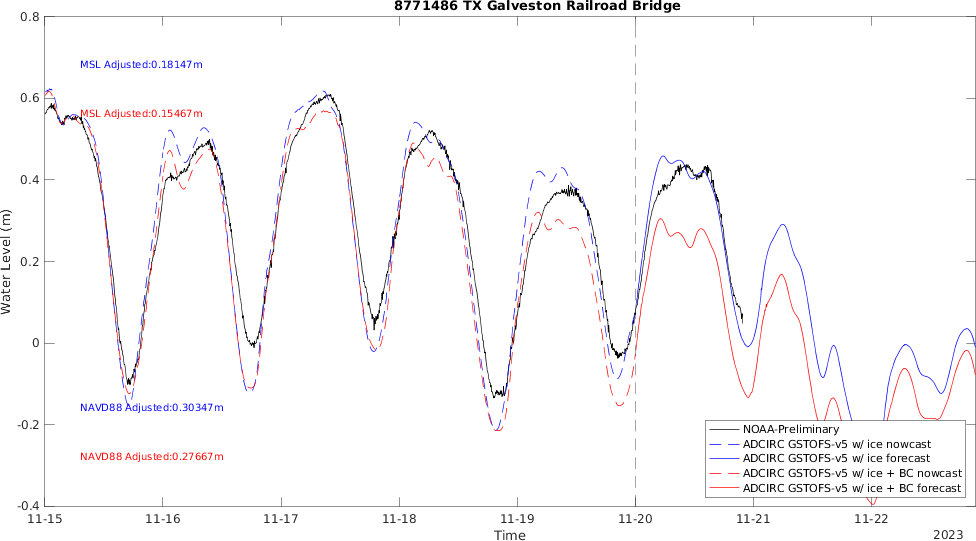 8771486 TX Galveston Railroad Bridge
0.8
MSL Adjusted:0.18147m
0.6
MSL Adjusted:0.15467m
0.4
Water Level (m)
0.2
0
NAVD88 Adjusted:0.30347m
-0.2
NAVD88 Adjusted:0.27667m
NOAA-Preliminary
ADCIRC GSTOFS-v5 w/ ice nowcast
ADCIRC GSTOFS-v5 w/ ice forecast
ADCIRC GSTOFS-v5 w/ ice + BC nowcast
ADCIRC GSTOFS-v5 w/ ice + BC forecast
-0.4
11-15 11-16 11-17 11-18 11-19 11-20 11-21 11-22
Time
2023